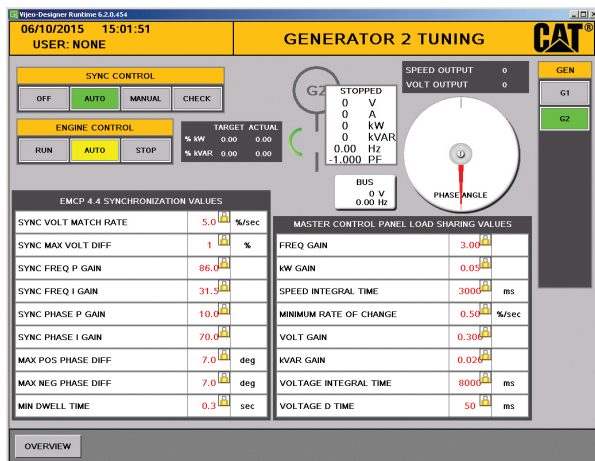 Vijeo-Designer Runtime 6.2.0.454
06/10/2015 15:01:51
USER: NONE
GENERATOR 2 TUNING
CAT®
SYNC CONTROL
OFF AUTO MANUAL CHECK
ENGINE CONTROL
RUN AUTO STOP
TARGET ACTUAL
% kW 0.00 0.00
% kVAR 0.00 0.00
G2
STOPPED
0 V
0 A
0 kW
0 kVAR
0.00 Hz
-1.000 PF
BUS
0 V
0.00 Hz
SPEED OUTPUT 0
VOLT OUTPUT 0
PHASE ANGLE
GEN
G1
G2
EMCP 4.4 SYNCHRONIZATION VALUES
SYNC VOLT MATCH RATE 5.0 %/sec
SYNC MAX VOLT DIFF 1 %
SYNC FREQ P GAIN 86.0
SYNC FREQ I GAIN 31.5
SYNC PHASE P GAIN 10.0
SYNC PHASE I GAIN 70.0
MAX POS PHASE DIFF 7.0 deg
MAX NEG PHASE DIFF 7.0 deg
MIN DWELL TIME 0.3 sec
MASTER CONTROL PANEL LOAD SHARING VALUES
FREQ GAIN 3.00
kW GAIN 0.05
SPEED INTEGRAL TIME 3000 ms
MINIMUM RATE OF CHANGE 0.50 %/sec
VOLT GAIN 0.300
kVAR GAIN 0.020
VOLTAGE INTEGRAL TIME 8000 ms
VOLTAGE D TIME 50 ms
OVERVIEW